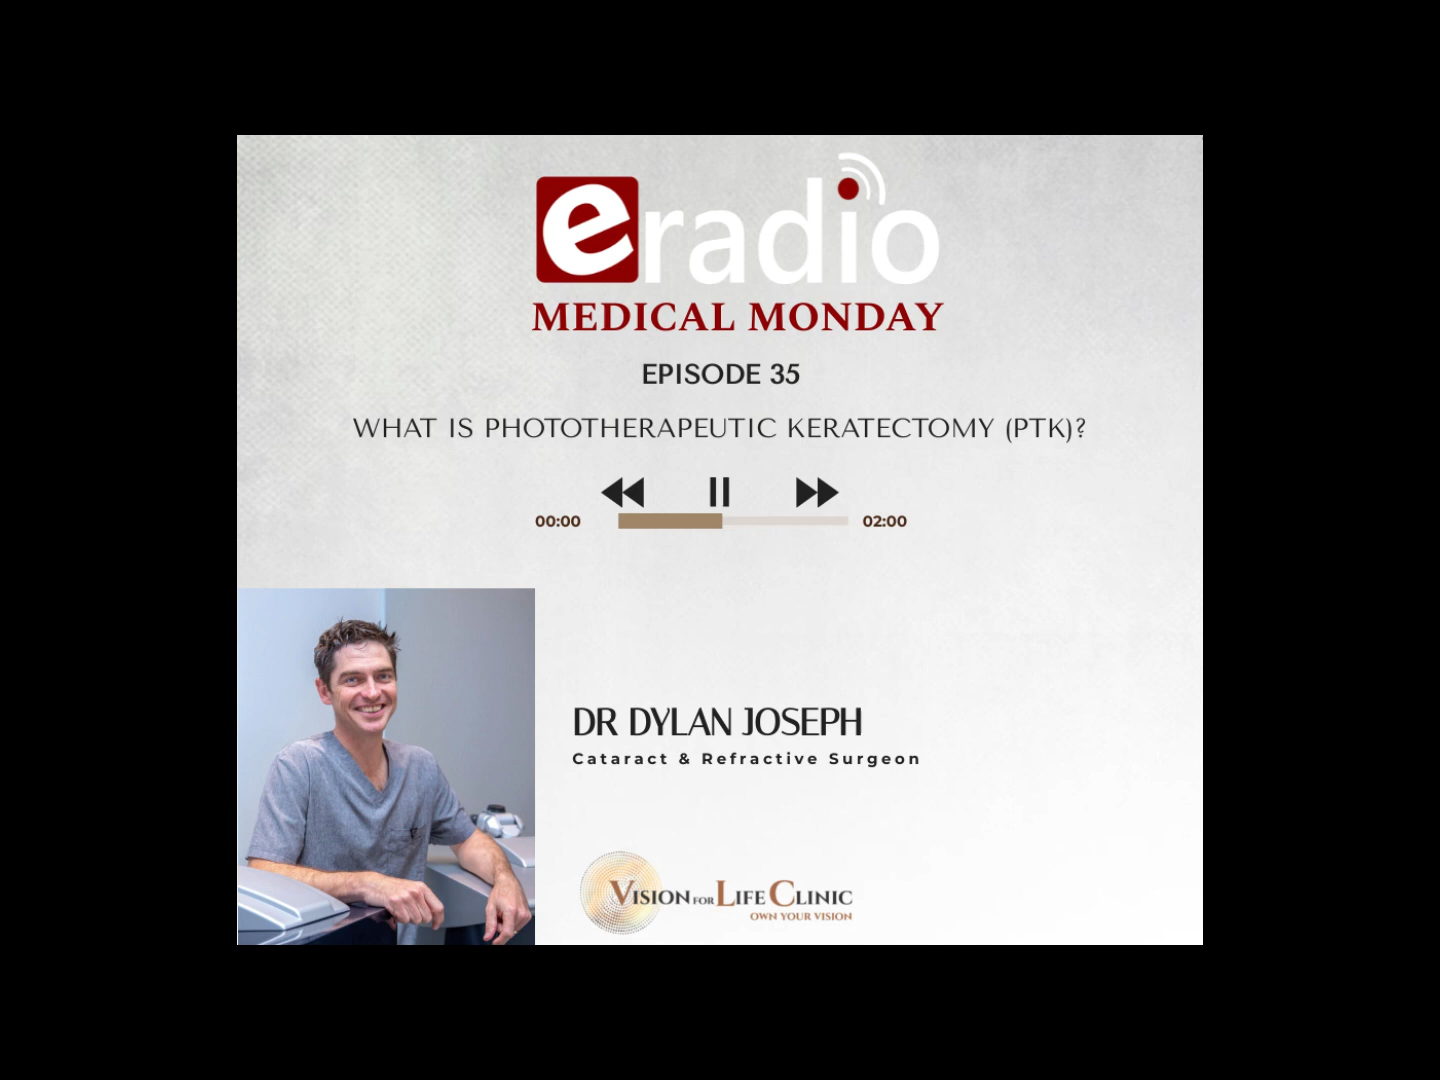 eradio
MEDICAL MONDAY
EPISODE 35
WHAT IS PHOTOTHERAPEUTIC KERATECTOMY (PTK)?
00:00 02:00
DR DYLAN JOSEPH
Cataract & Refractive Surgeon
VISION FOR LIFE CLINIC
OWN YOUR VISION